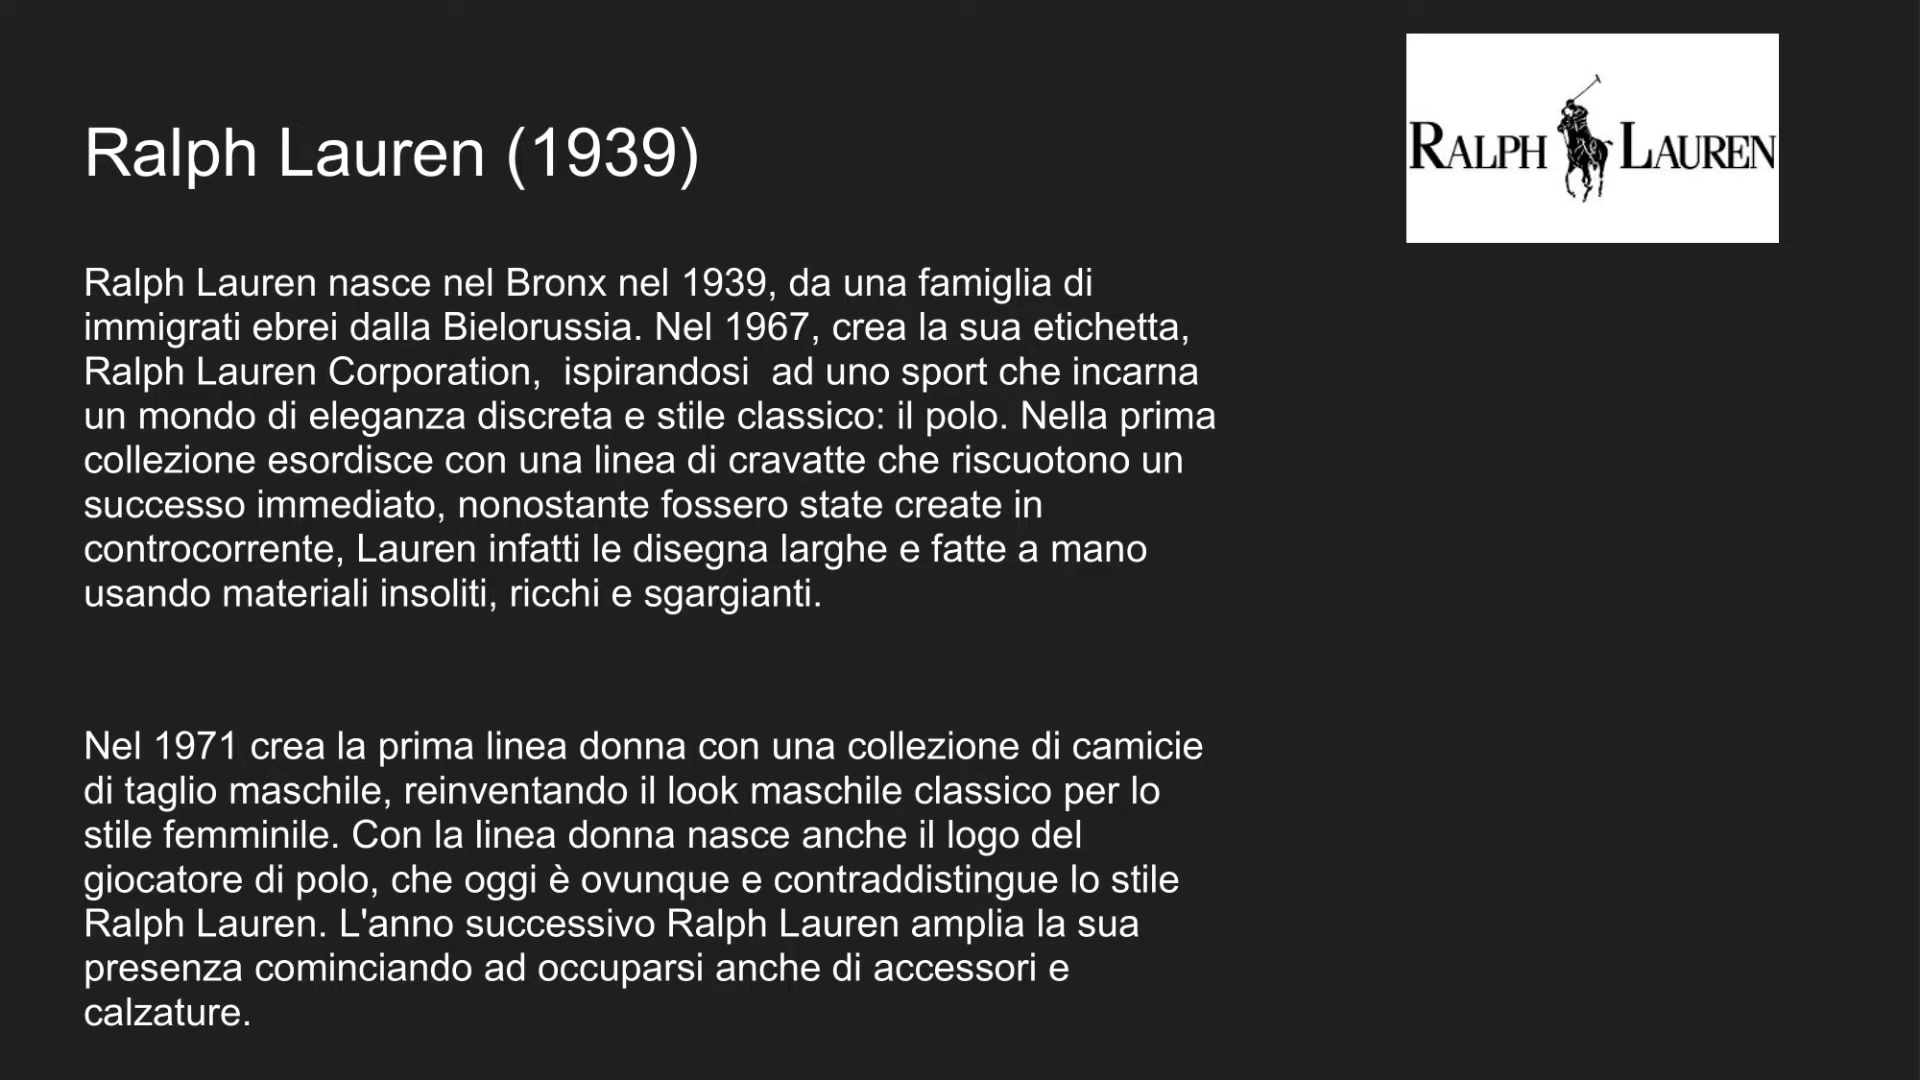 RALPH LAUREN
Ralph Lauren (1939)
Ralph Lauren nasce nel Bronx nel 1939, da una famiglia di
immigrati ebrei dalla Bielorussia. Nel 1967, crea la sua etichetta,
Ralph Lauren Corporation,  ispirandosi  ad uno sport che incarna
un mondo di eleganza discreta e stile classico: il polo. Nella prima
collezione esordisce con una linea di cravatte che riscuotono un
successo immediato, nonostante fossero state create in
controcorrente, Lauren infatti le disegna larghe e fatte a mano
usando materiali insoliti, ricchi e sgargianti.
Nel 1971 crea la prima linea donna con una collezione di camicie
di taglio maschile, reinventando il look maschile classico per lo
stile femminile. Con la linea donna nasce anche il logo del
giocatore di polo, che oggi è ovunque e contraddistingue lo stile
Ralph Lauren. L'anno successivo Ralph Lauren amplia la sua
presenza cominciando ad occuparsi anche di accessori e
calzature.